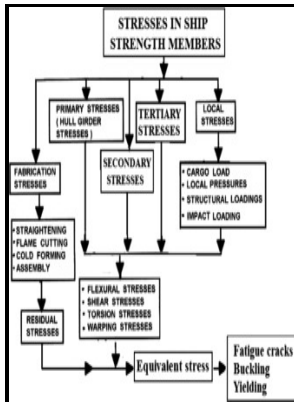 STRESSES IN SHIP
STRENGTH MEMBERS
PRIMARY STRESSES
( HULL GIRDER
STRESSES )
TERTIARY
STRESSES
LOCAL
STRESSES
SECONDARY
STRESSES
FABRICATION
STRESSES
• CARGO LOAD
• LOCAL PRESSURES
• STRUCTURAL LOADINGS
• IMPACT LOADING
•STRAIGHTENING
•FLAME CUTTING
•COLD FORMING
•ASSEMBLY
• FLEXURAL STRESSES
• SHEAR STRESSES
• TORSION STRESSES
• WARPING STRESSES
RESIDUAL
STRESSES
Equivalent stress
Fatigue cracks
Buckling
Yielding